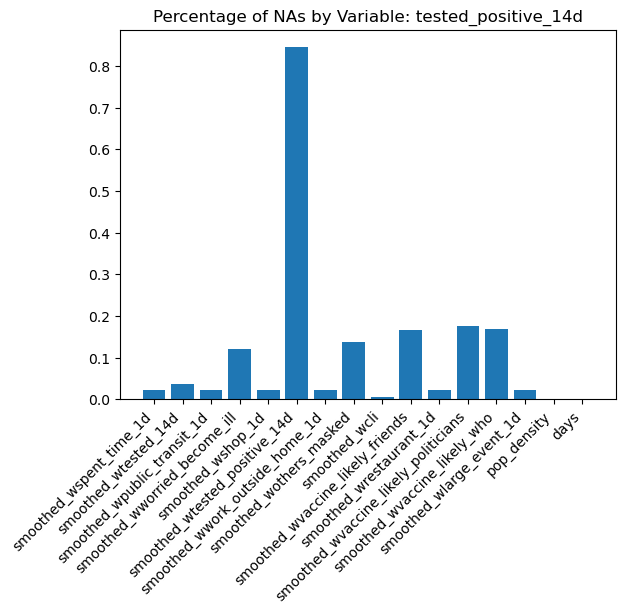 Percentage of NAs by Variable: tested_positive_14d
0.8
0.7
0.6
0.5
0.4
0.3
0.2
0.1
0.0
smoothed_wspent_time_1d
smoothed_wtested_14d
smoothed_wpublic_transit_1d
smoothed_wworried_become_ill
smoothed_wshop_1d
smoothed_wtested_positive_14d
smoothed_wwork_outside_home_1d
smoothed_wothers_masked
smoothed_wcli
smoothed_wvaccine_likely_friends
smoothed_wrestaurant_1d
smoothed_wvaccine_likely_politicians
smoothed_wvaccine_likely_who
smoothed_wlarge_event_1d
pop_density
days